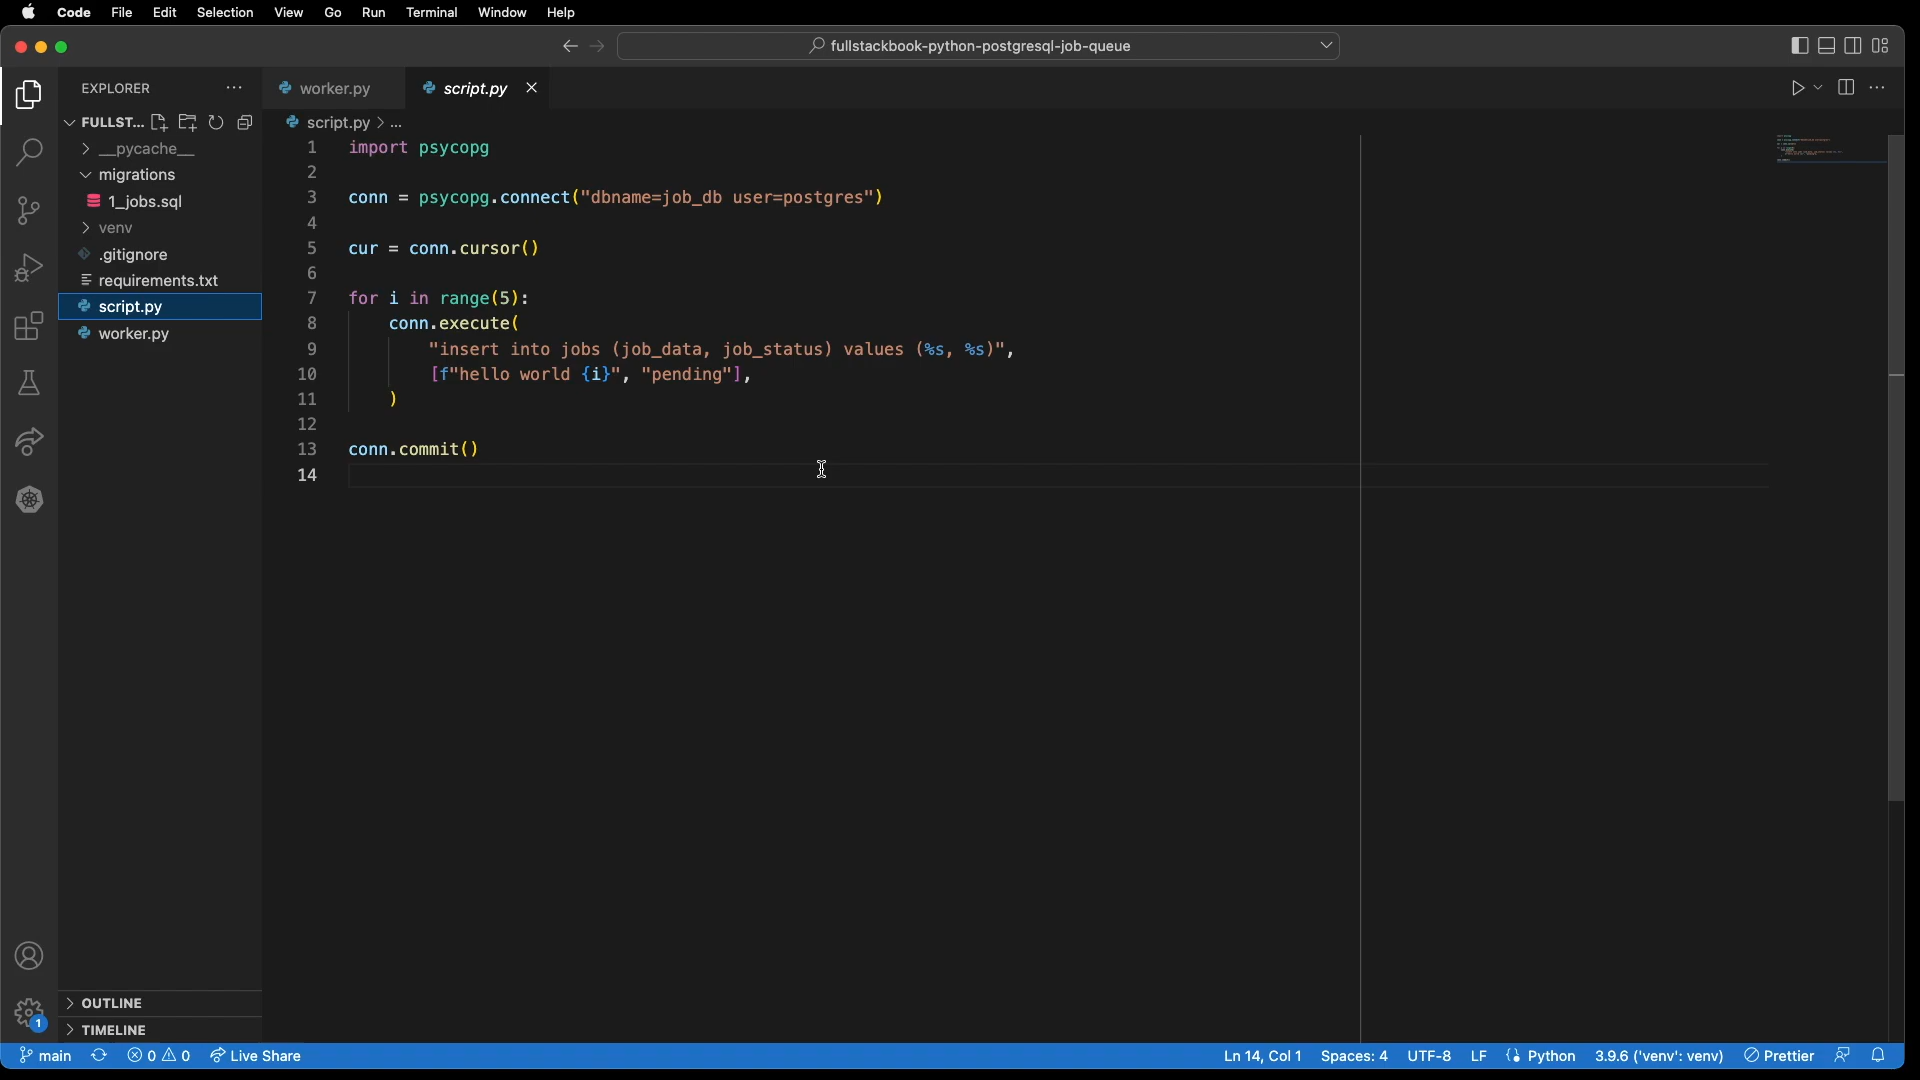 Code File Edit Selection View Go Run Terminal Window Help
fullstackbook-python-postgresql-job-queue
EXPLORER
FULLST...
__pycache__
migrations
1_jobs.sql
venv
.gitignore
requirements.txt
script.py
worker.py
OUTLINE
TIMELINE
worker.py script.py
script.py > ...
1 import psycopg
2
3 conn = psycopg.connect("dbname=job_db user=postgres")
4
5 cur = conn.cursor()
6
7 for i in range(5):
8     conn.execute(
9         "insert into jobs (job_data, job_status) values (%s, %s)",
10         [f"hello world {i}", "pending"],
11     )
12
13 conn.commit()
14
1
main 0 0 Live Share Ln 14, Col 1 Spaces: 4 UTF-8 LF Python 3.9.6 ('venv': venv) Prettier